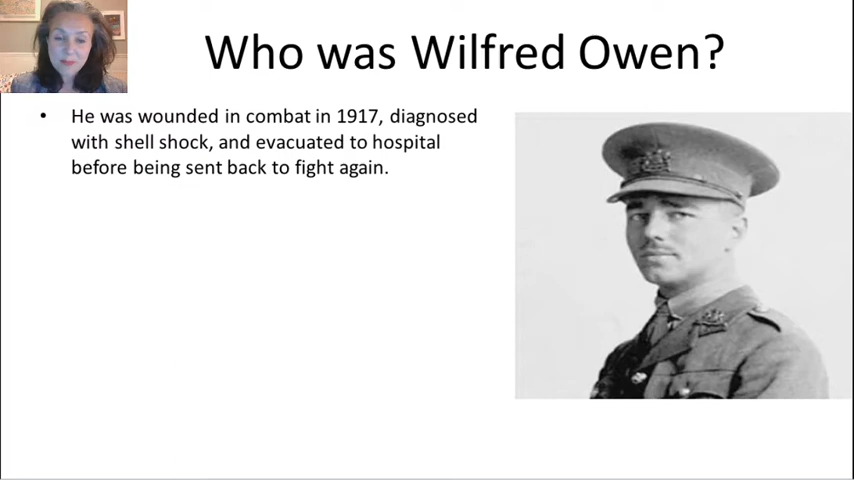 Who was Wilfred Owen?
• He was wounded in combat in 1917, diagnosed
with shell shock, and evacuated to hospital
before being sent back to fight again.